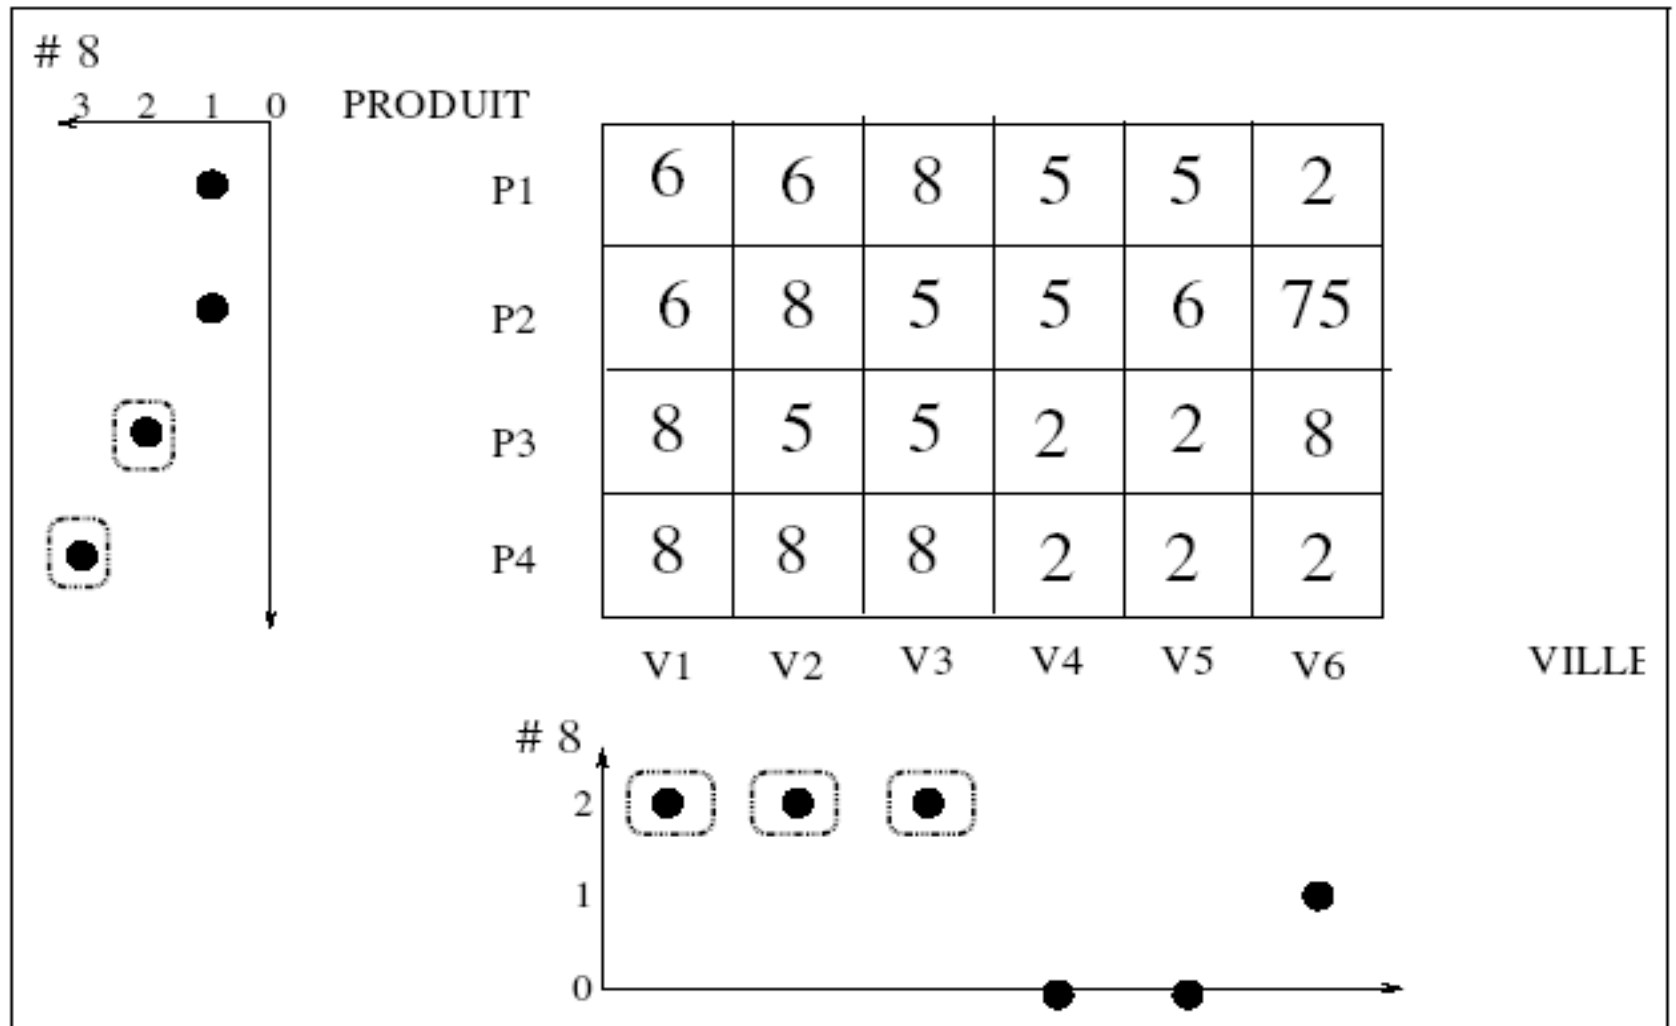 # 8
3 2 1 0 PRODUIT
P1 6 6 8 5 5 2
P2 6 8 5 5 6 75
P3 8 5 5 2 2 8
P4 8 8 8 2 2 2
V1 V2 V3 V4 V5 V6 VILLE
# 8
2
1
0